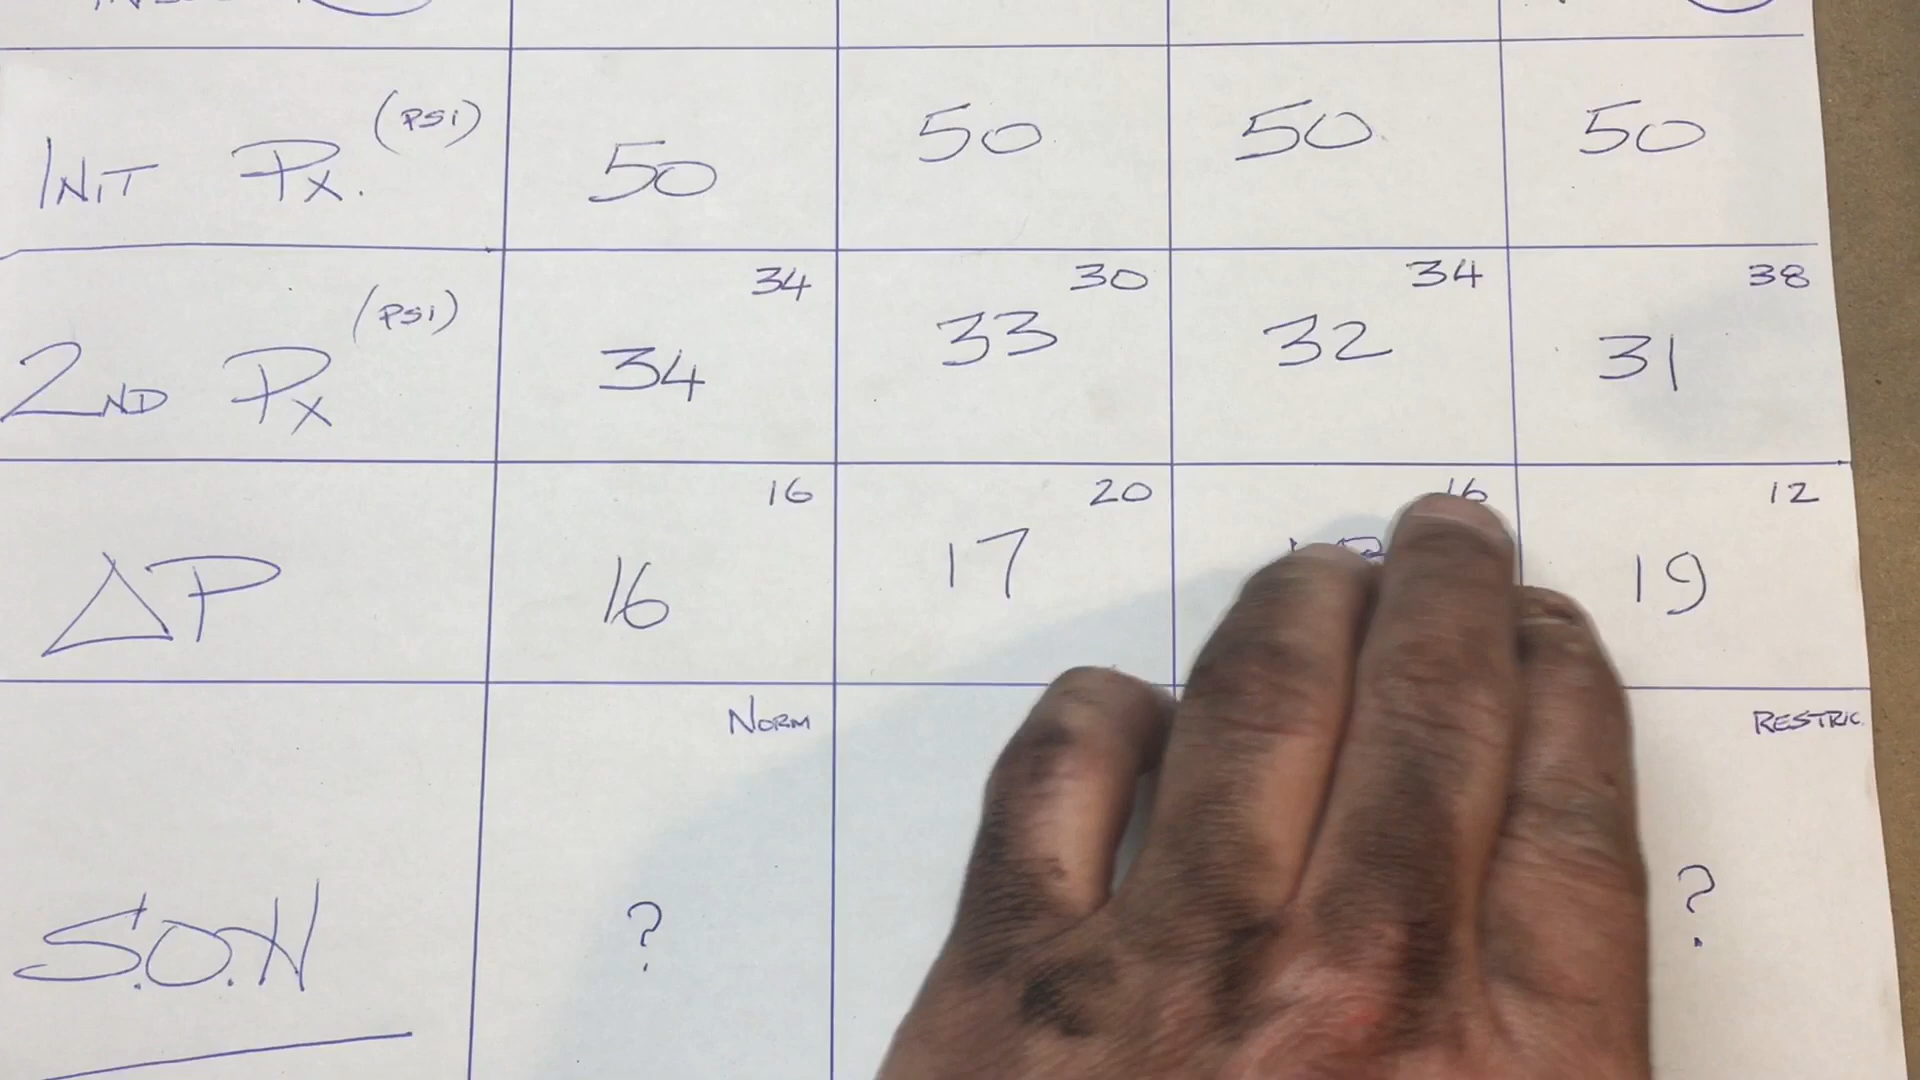 INIT PX. (PSI) 50 50 50 50
34 30 34 38
2ND PX (PSI) 34 33 32 31
16 20 16 12
ΔP 16 17 19
NORM RESTRIC.
S.O.H ? ?